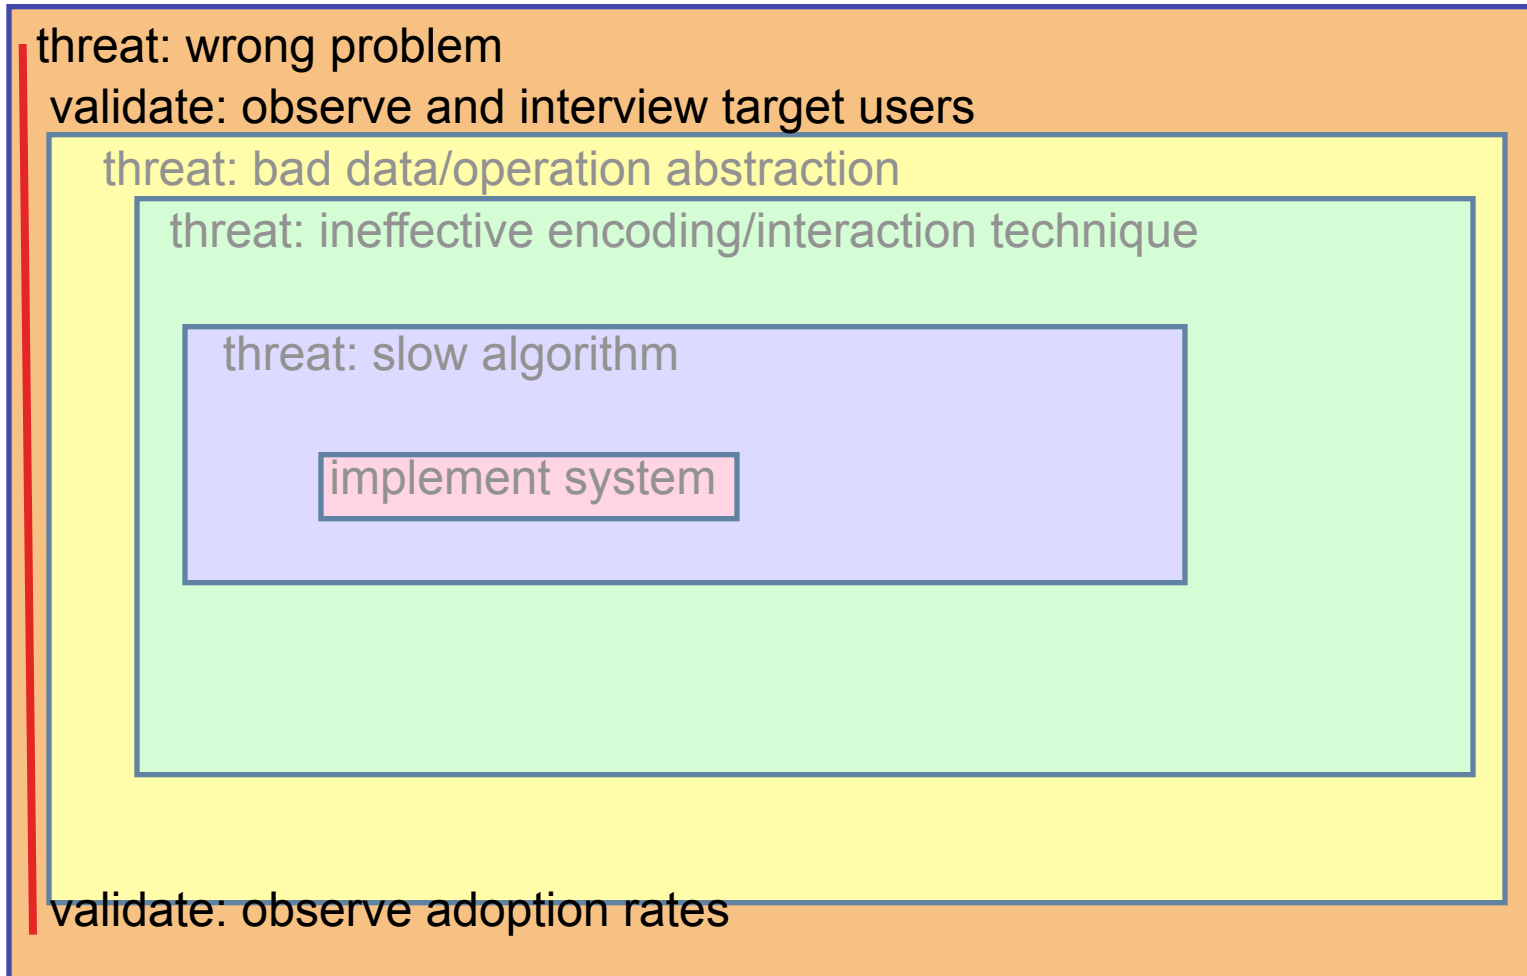 threat: wrong problem
validate: observe and interview target users
threat: bad data/operation abstraction
threat: ineffective encoding/interaction technique
threat: slow algorithm
implement system
validate: observe adoption rates